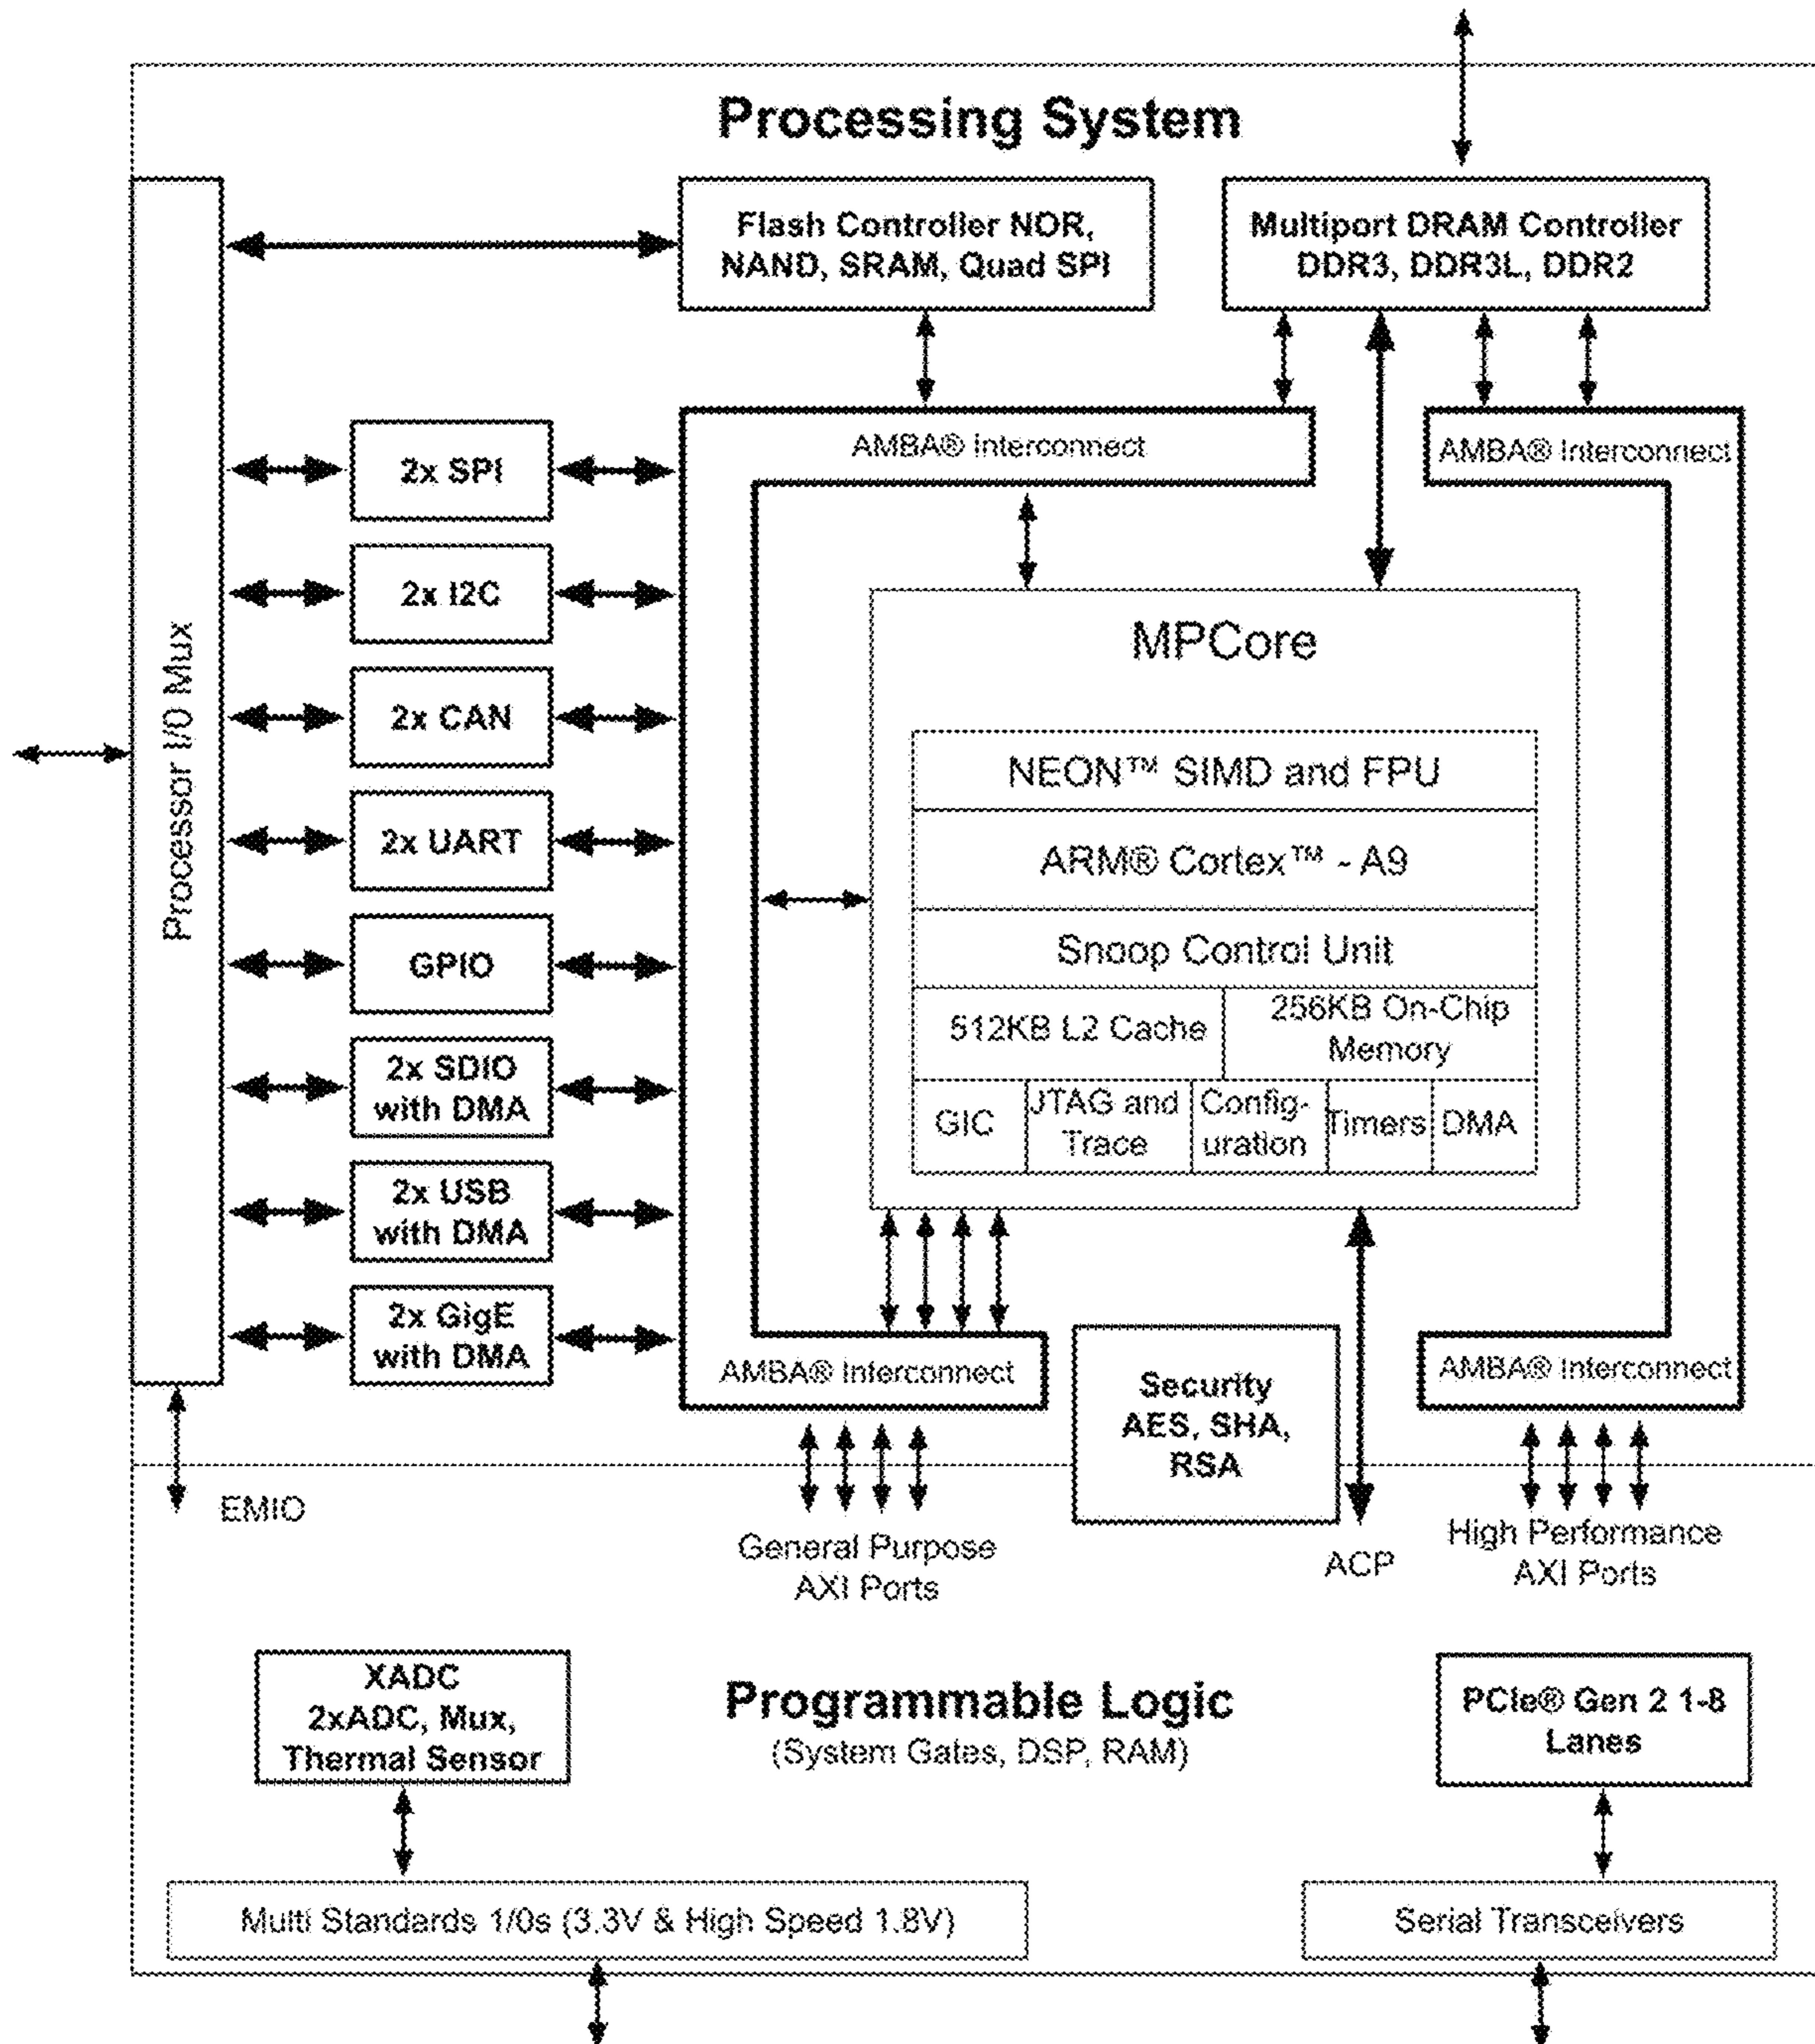 Processing System
Flash Controller NOR,
NAND, SRAM, Quad SPI
Multiport DRAM Controller
DDR3, DDR3L, DDR2
Processor I/0 Mux
2x SPI
2x I2C
2x CAN
2x UART
GPIO
2x SDIO
with DMA
2x USB
with DMA
2x GigE
with DMA
AMBA® Interconnect
AMBA® Interconnect
MPCore
NEON™ SIMD and FPU
ARM® Cortex™ - A9
Snoop Control Unit
512KB L2 Cache
256KB On-Chip
Memory
GIC
JTAG and
Trace
Config-
uration
Timers
DMA
AMBA® Interconnect
Security
AES, SHA,
RSA
AMBA® Interconnect
EMIO
General Purpose
AXI Ports
ACP
High Performance
AXI Ports
XADC
2xADC, Mux,
Thermal Sensor
Programmable Logic
(System Gates, DSP, RAM)
PCIe® Gen 2 1-8
Lanes
Multi Standards 1/0s (3.3V & High Speed 1.8V)
Serial Transceivers